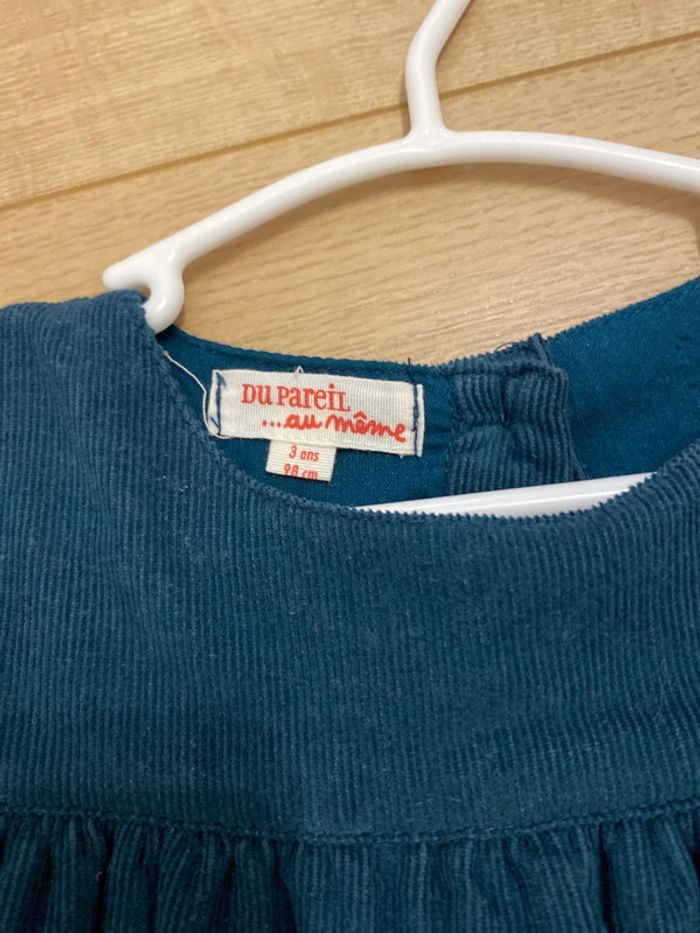 DU PAREIL
...au même
3 ans
98 cm